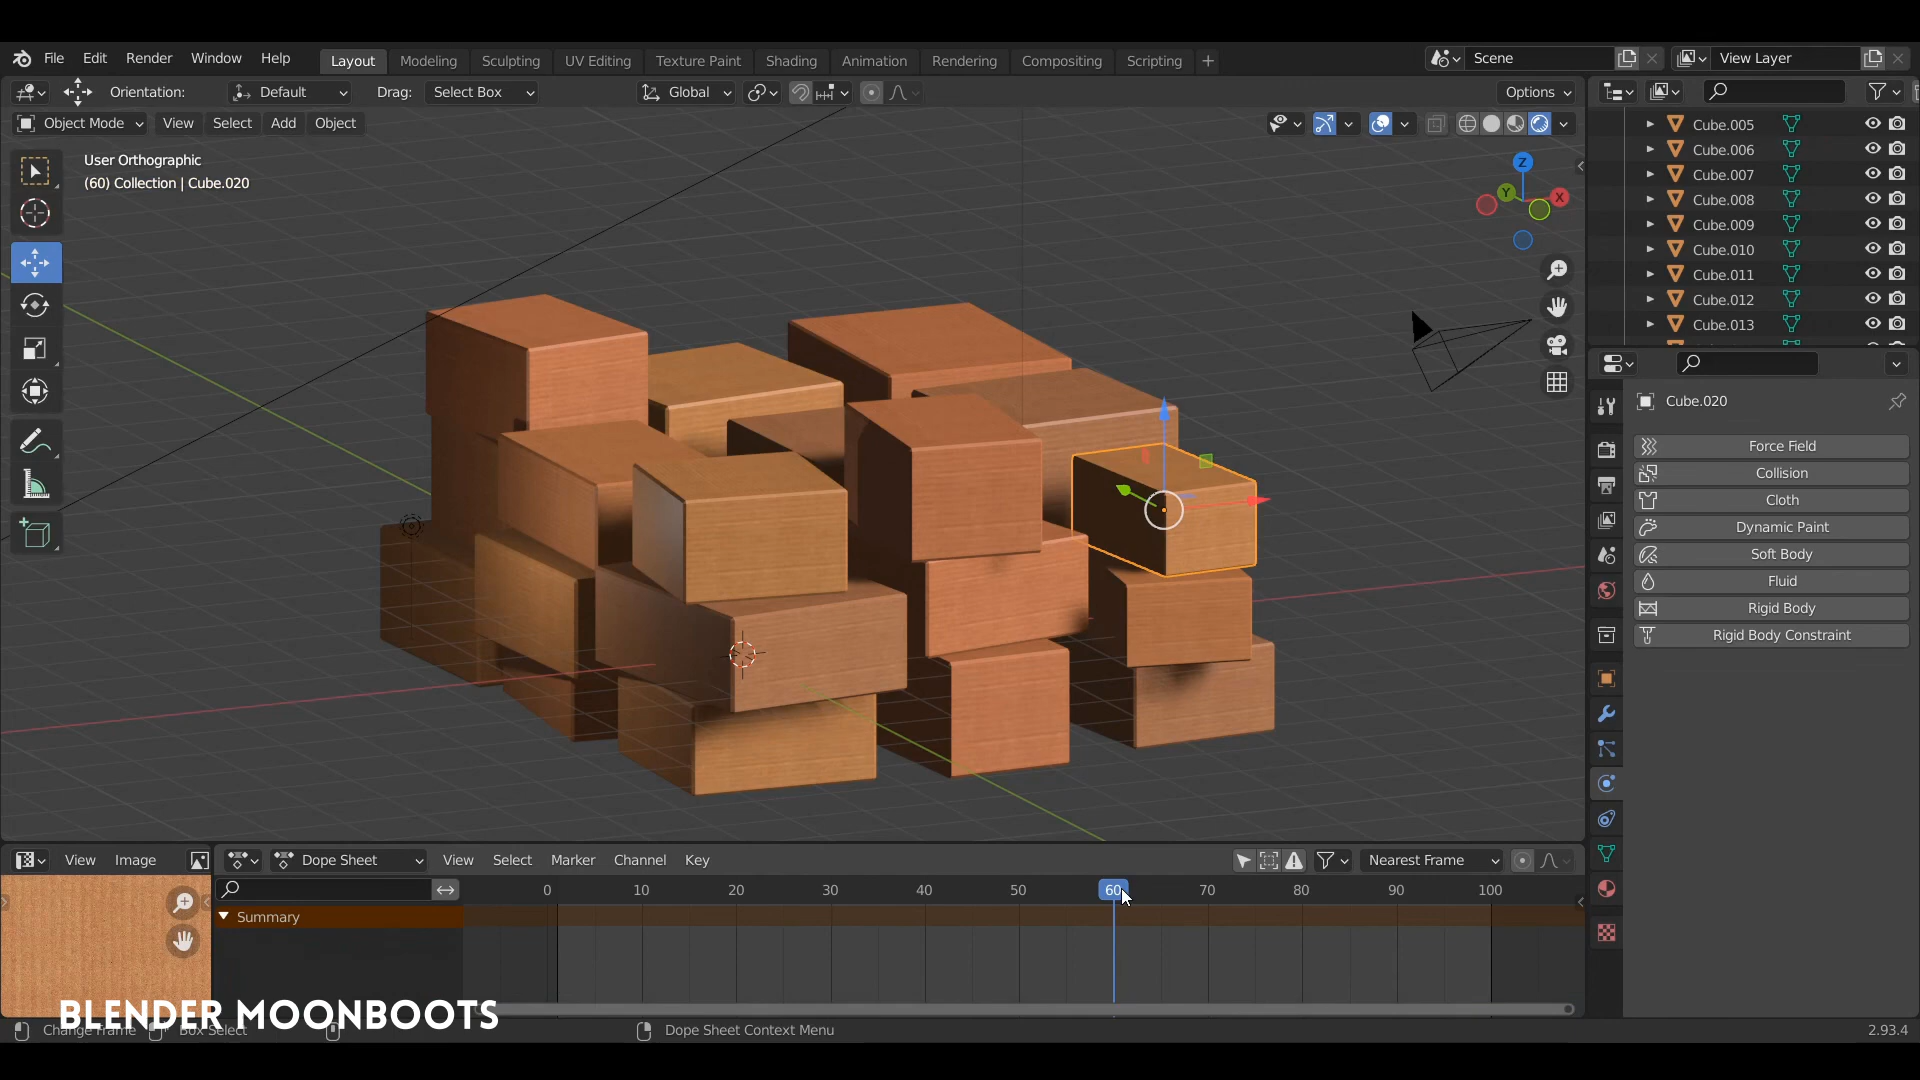 File Edit Render Window Help Layout Modeling Sculpting UV Editing Texture Paint Shading Animation Rendering Compositing Scripting + Scene View Layer
Orientation: Default Drag: Select Box Global Options
Object Mode View Select Add Object
User Orthographic
(60) Collection | Cube.020
Z
Y
X
Cube.005
Cube.006
Cube.007
Cube.008
Cube.009
Cube.010
Cube.011
Cube.012
Cube.013
Cube.020
Force Field
Collision
Cloth
Dynamic Paint
Soft Body
Fluid
Rigid Body
Rigid Body Constraint
View Image Dope Sheet View Select Marker Channel Key Nearest Frame
0 10 20 30 40 50 60 70 80 90 100
Summary
BLENDER MOONBOOTS
Change Frame Box Select Dope Sheet Context Menu 2.93.4